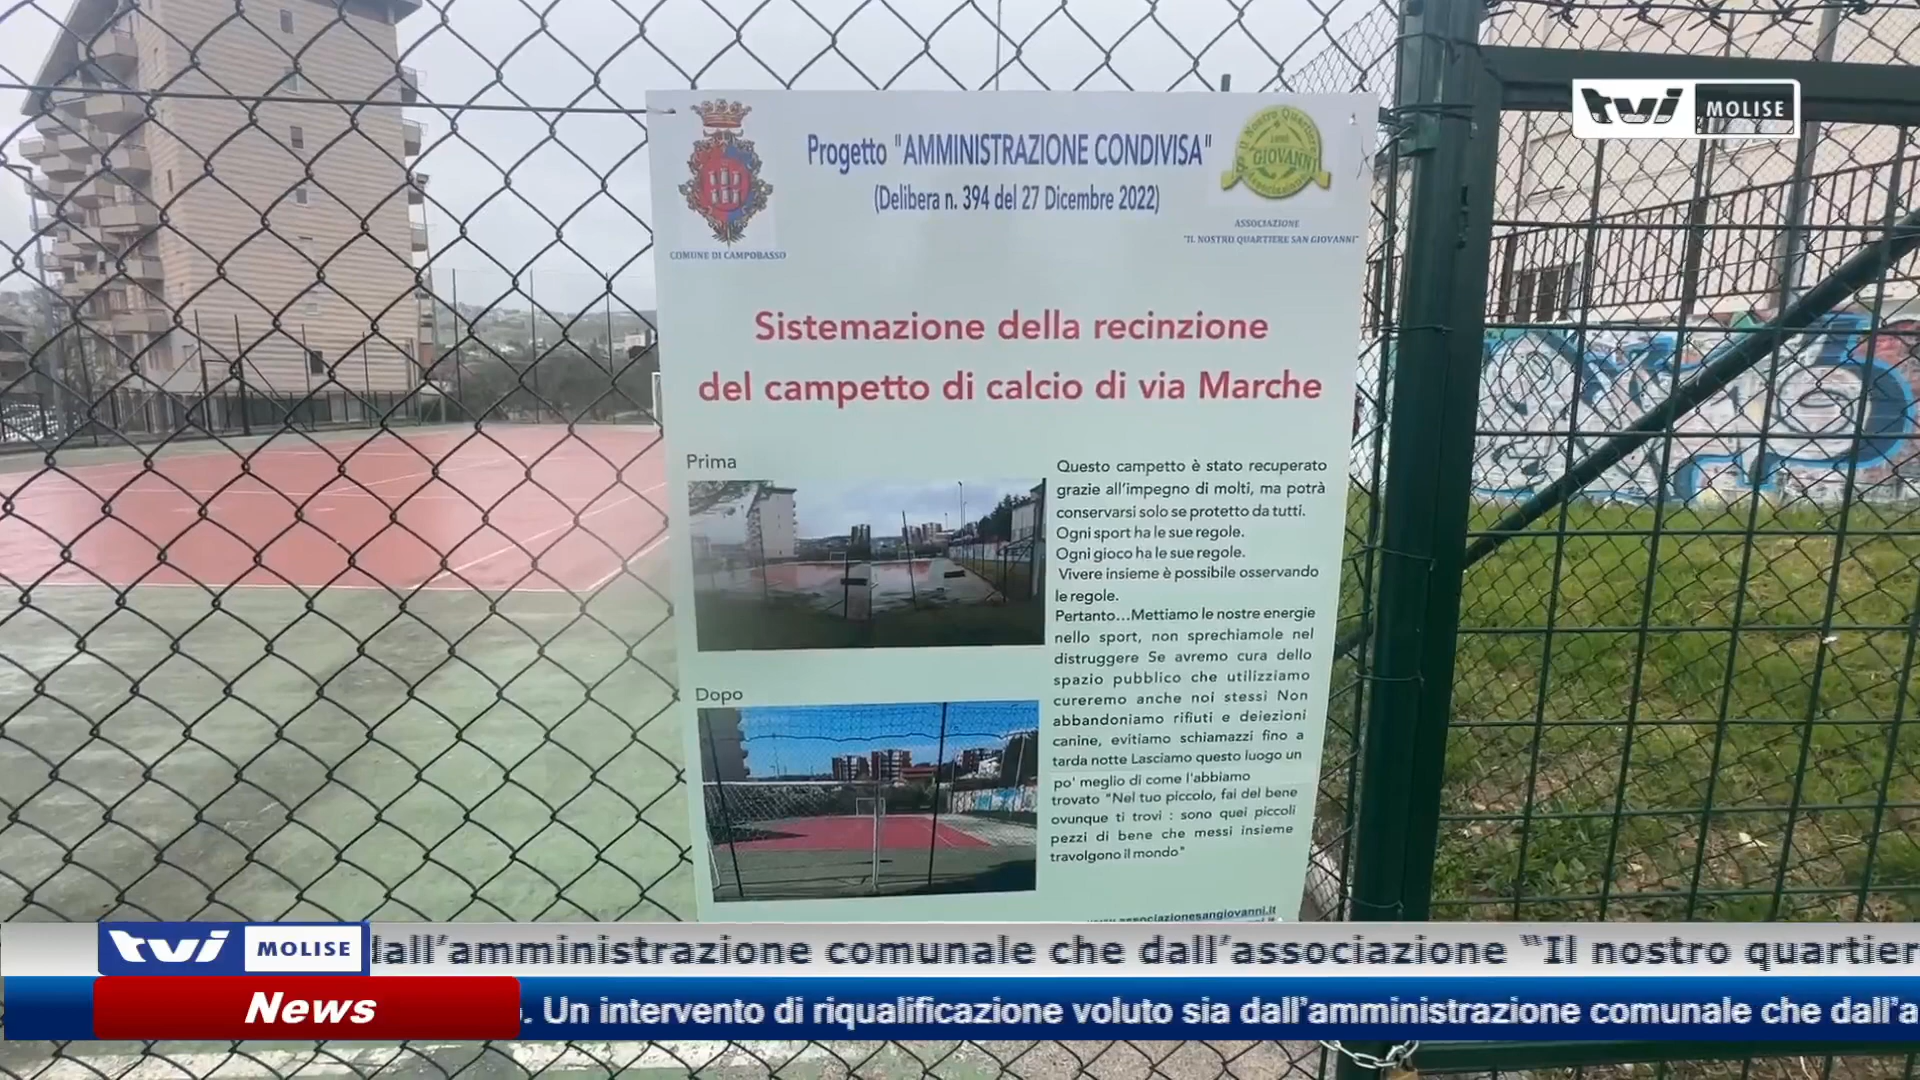 tvi MOLISE
Progetto "AMMINISTRAZIONE CONDIVISA"
(Delibera n. 394 del 27 Dicembre 2022)
COMUNE DI CAMPOBASSO
Il Nostro Quartiere
S. GIOVANNI
Associazione
ASSOCIAZIONE
"IL NOSTRO QUARTIERE SAN GIOVANNI"
Sistemazione della recinzione
del campetto di calcio di via Marche
Prima
Dopo
Questo campetto è stato recuperato
grazie all'impegno di molti, ma potrà
conservarsi solo se protetto da tutti.
Ogni sport ha le sue regole.
Ogni gioco ha le sue regole.
Vivere insieme è possibile osservando
le regole.
Pertanto...Mettiamo le nostre energie
nello sport, non sprechiamole nel
distruggere Se avremo cura dello
spazio pubblico che utilizziamo
cureremo anche noi stessi Non
abbandoniamo rifiuti e deiezioni
canine, evitiamo schiamazzi fino a
tarda notte Lasciamo questo luogo un
po' meglio di come l'abbiamo
trovato "Nel tuo piccolo, fai del bene
ovunque ti trovi : sono quei piccoli
pezzi di bene che messi insieme
travolgono il mondo"
www.associazionesangiovanni.it
tvi MOLISE
dall'amministrazione comunale che dall'associazione "Il nostro quartier
News
. Un intervento di riqualificazione voluto sia dall'amministrazione comunale che dall'a